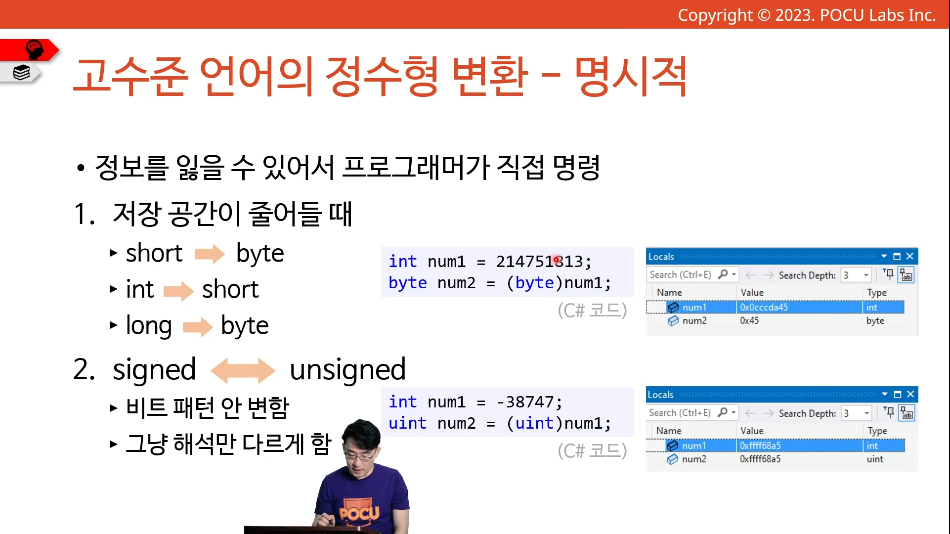 Copyright © 2023. POCU Labs Inc.
고수준 언어의 정수형 변환 – 명시적
• 정보를 잃을 수 있어서 프로그래머가 직접 명령
1. 저장 공간이 줄어들 때
‣ short byte
‣ int short
‣ long byte
int num1 = 214751813;
byte num2 = (byte)num1;
(C# 코드)
Locals
Search (Ctrl+E) Search Depth: 3
Name Value Type
num1 0x0cccda45 int
num2 0x45 byte
2. signed unsigned
‣ 비트 패턴 안 변함
‣ 그냥 해석만 다르게 함
int num1 = -38747;
uint num2 = (uint)num1;
(C# 코드)
Locals
Search (Ctrl+E) Search Depth: 3
Name Value Type
num1 0xffff68a5 int
num2 0xffff68a5 uint
POCU